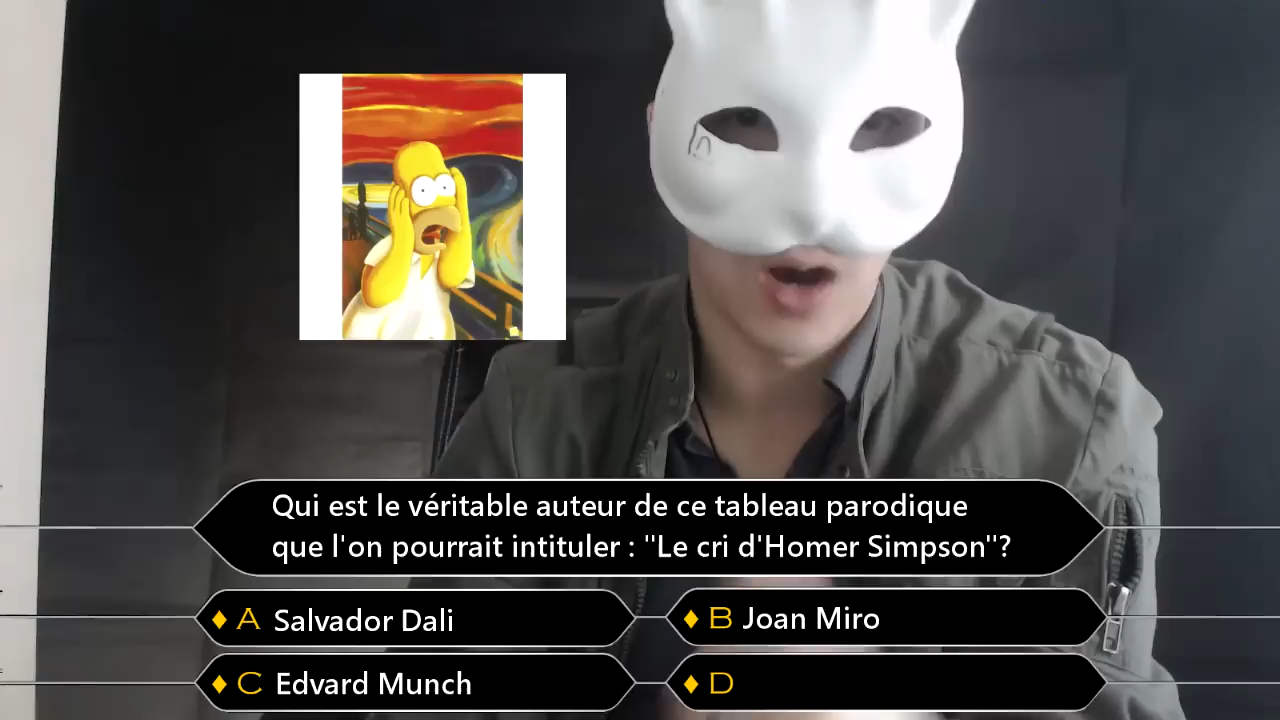 Qui est le véritable auteur de ce tableau parodique
que l'on pourrait intituler : ''Le cri d'Homer Simpson''?
A Salvador Dali
B Joan Miro
C Edvard Munch
D